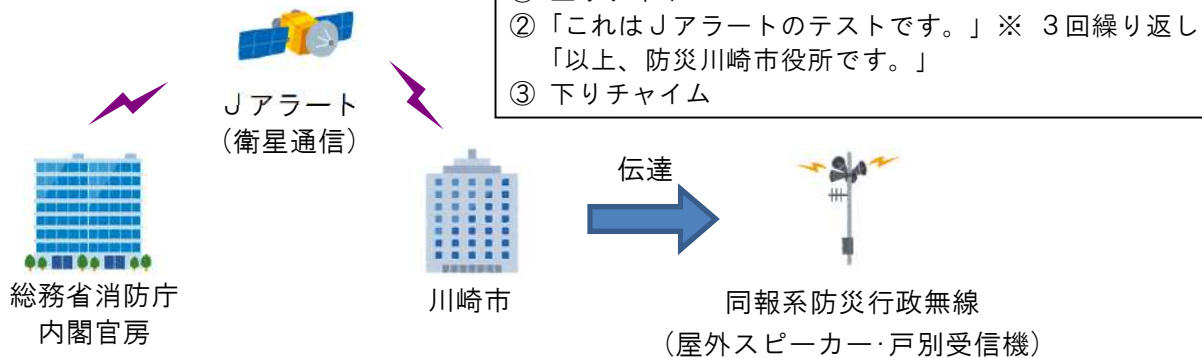 ②「これはＪアラートのテストです。」※ ３回繰り返し
「以上、防災川崎市役所です。」
③ 下りチャイム
Ｊアラート
（衛星通信）
伝達
総務省消防庁
内閣官房
川崎市
同報系防災行政無線
（屋外スピーカー･戸別受信機）